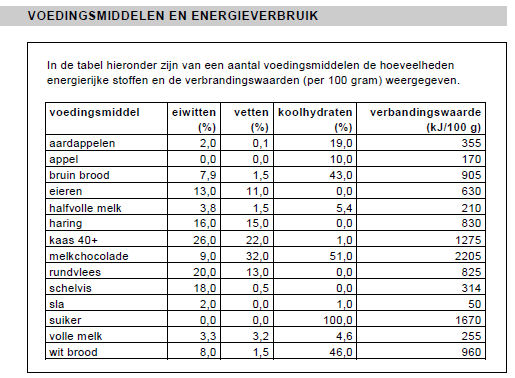 VOEDINGSMIDDELEN EN ENERGIEVERBRUIK
In de tabel hieronder zijn van een aantal voedingsmiddelen de hoeveelheden
energierijke stoffen en de verbrandingswaarden (per 100 gram) weergegeven.
voedingsmiddel eiwitten vetten koolhydraten verbandingswaarde
(%) (%) (%) (kJ/100 g)
aardappelen 2,0 0,1 19,0 355
appel 0,0 0,0 10,0 170
bruin brood 7,9 1,5 43,0 905
eieren 13,0 11,0 0,0 630
halfvolle melk 3,8 1,5 5,4 210
haring 16,0 15,0 0,0 830
kaas 40+ 26,0 22,0 1,0 1275
melkchocolade 9,0 32,0 51,0 2205
rundvlees 20,0 13,0 0,0 825
schelvis 18,0 0,5 0,0 314
sla 2,0 0,0 1,0 50
suiker 0,0 0,0 100,0 1670
volle melk 3,3 3,2 4,6 255
wit brood 8,0 1,5 46,0 960